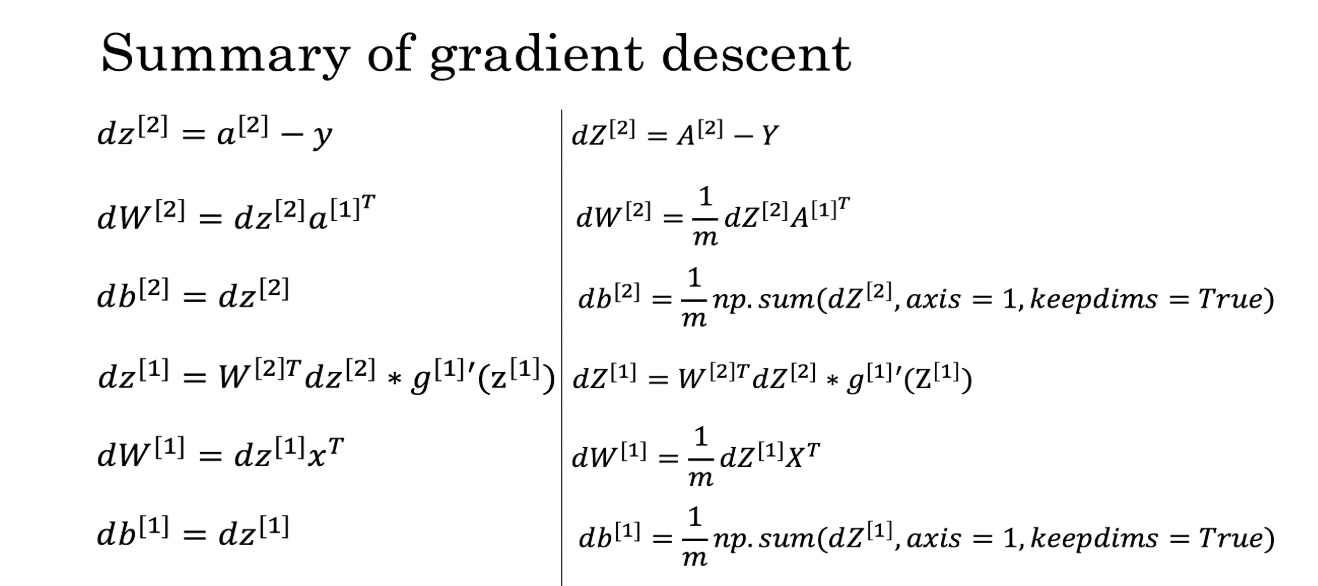 Summary of gradient descent
dz^{[2]} = a^{[2]} − y
dW^{[2]} = dz^{[2]}a^{[1]^T}
db^{[2]} = dz^{[2]}
dz^{[1]} = W^{[2]T}dz^{[2]} * g^{[1]}′(z^{[1]})
dW^{[1]} = dz^{[1]}x^T
db^{[1]} = dz^{[1]}
dZ^{[2]} = A^{[2]} − Y
dW^{[2]} = \frac{1}{m}dZ^{[2]}A^{[1]^T}
db^{[2]} = \frac{1}{m}np.sum(dZ^{[2]}, axis = 1, keepdims = True)
dZ^{[1]} = W^{[2]T}dZ^{[2]} * g^{[1]}′(Z^{[1]})
dW^{[1]} = \frac{1}{m}dZ^{[1]}X^T
db^{[1]} = \frac{1}{m}np.sum(dZ^{[1]}, axis = 1, keepdims = True)